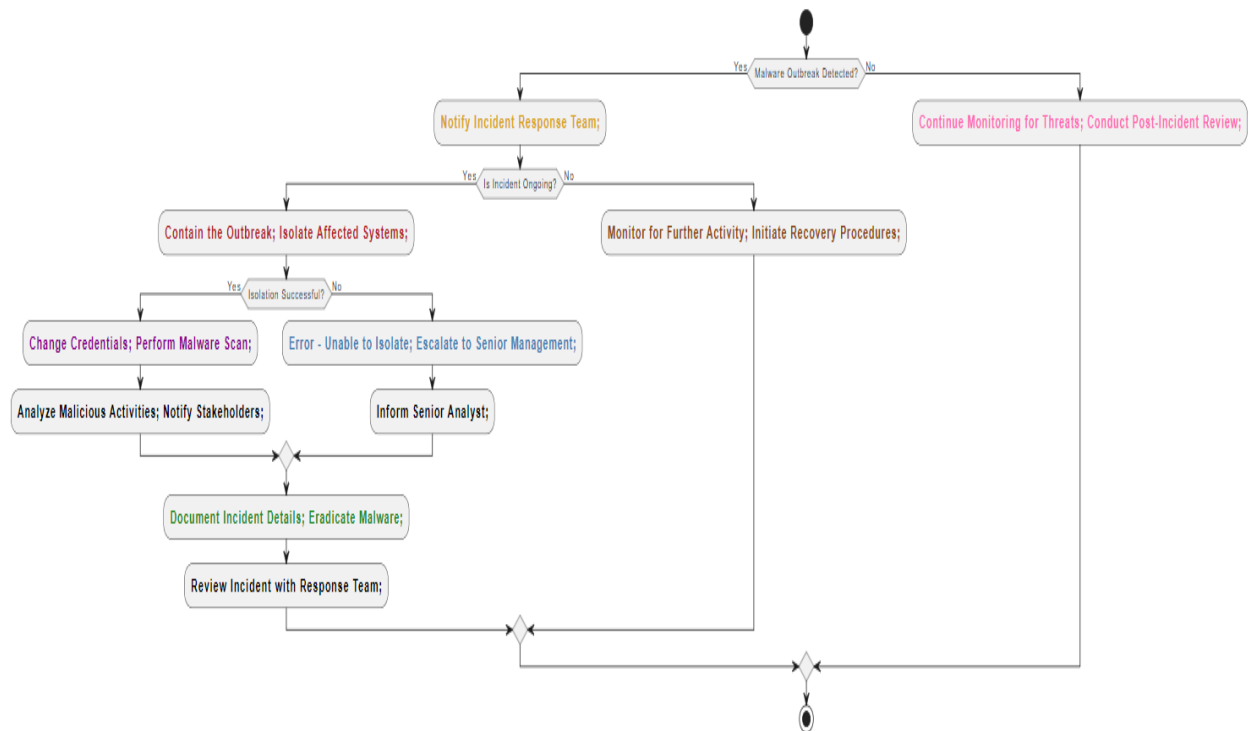 Yes
Malware Outbreak Detected?
No
Notify Incident Response Team;
Continue Monitoring for Threats; Conduct Post-Incident Review;
Yes
Is Incident Ongoing?
No
Contain the Outbreak; Isolate Affected Systems;
Monitor for Further Activity; Initiate Recovery Procedures;
Yes
Isolation Successful?
No
Change Credentials; Perform Malware Scan;
Error - Unable to Isolate; Escalate to Senior Management;
Analyze Malicious Activities; Notify Stakeholders;
Inform Senior Analyst;
Document Incident Details; Eradicate Malware;
Review Incident with Response Team;